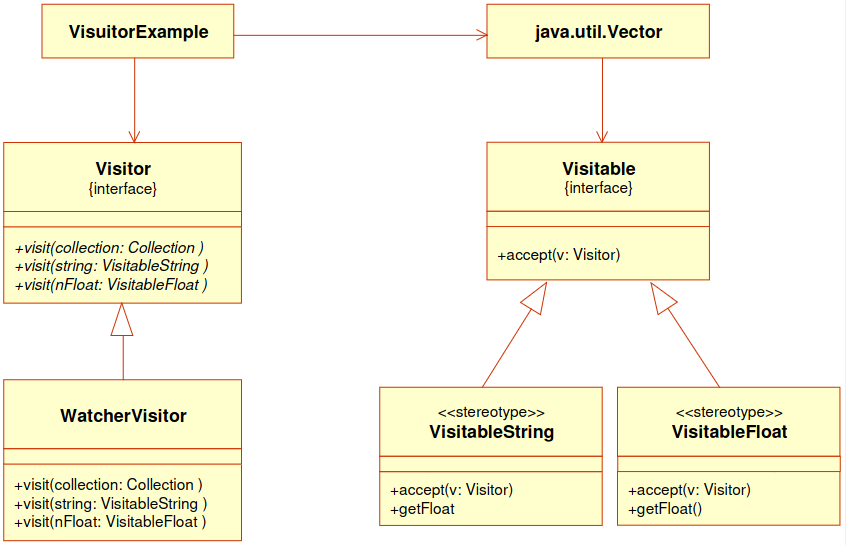 VisuitorExample
java.util.Vector
Visitor
{interface}
+visit(collection: Collection )
+visit(string: VisitableString )
+visit(nFloat: VisitableFloat )
Visitable
{interface}
+accept(v: Visitor)
WatcherVisitor
+visit(collection: Collection )
+visit(string: VisitableString )
+visit(nFloat: VisitableFloat )
<<stereotype>>
VisitableString
+accept(v: Visitor)
+getFloat
<<stereotype>>
VisitableFloat
+accept(v: Visitor)
+getFloat()